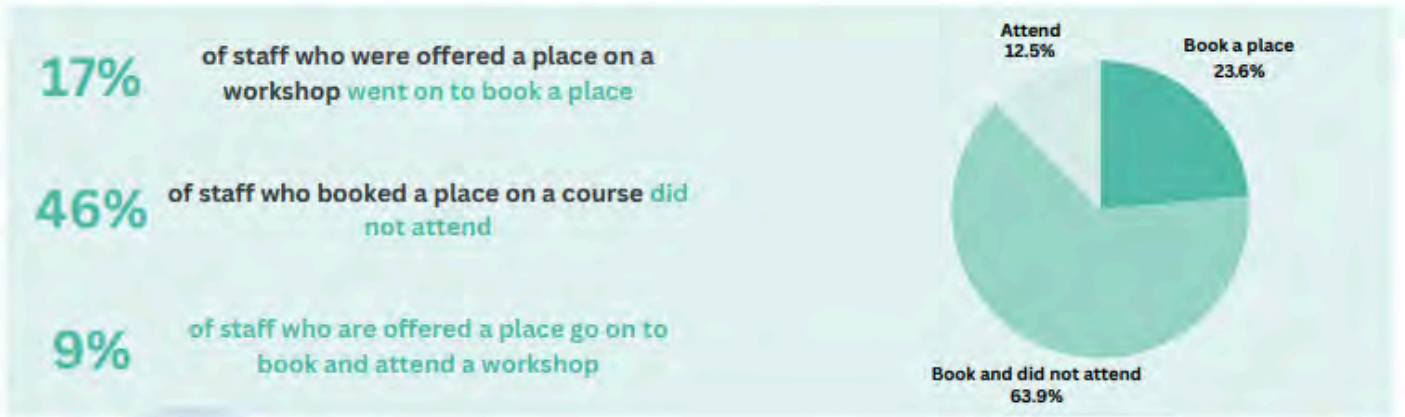 17%
of staff who were offered a place on a
workshop went on to book a place
46%
of staff who booked a place on a course did
not attend
9%
of staff who are offered a place go on to
book and attend a workshop
Attend
12.5%
Book a place
23.6%
Book and did not attend
63.9%